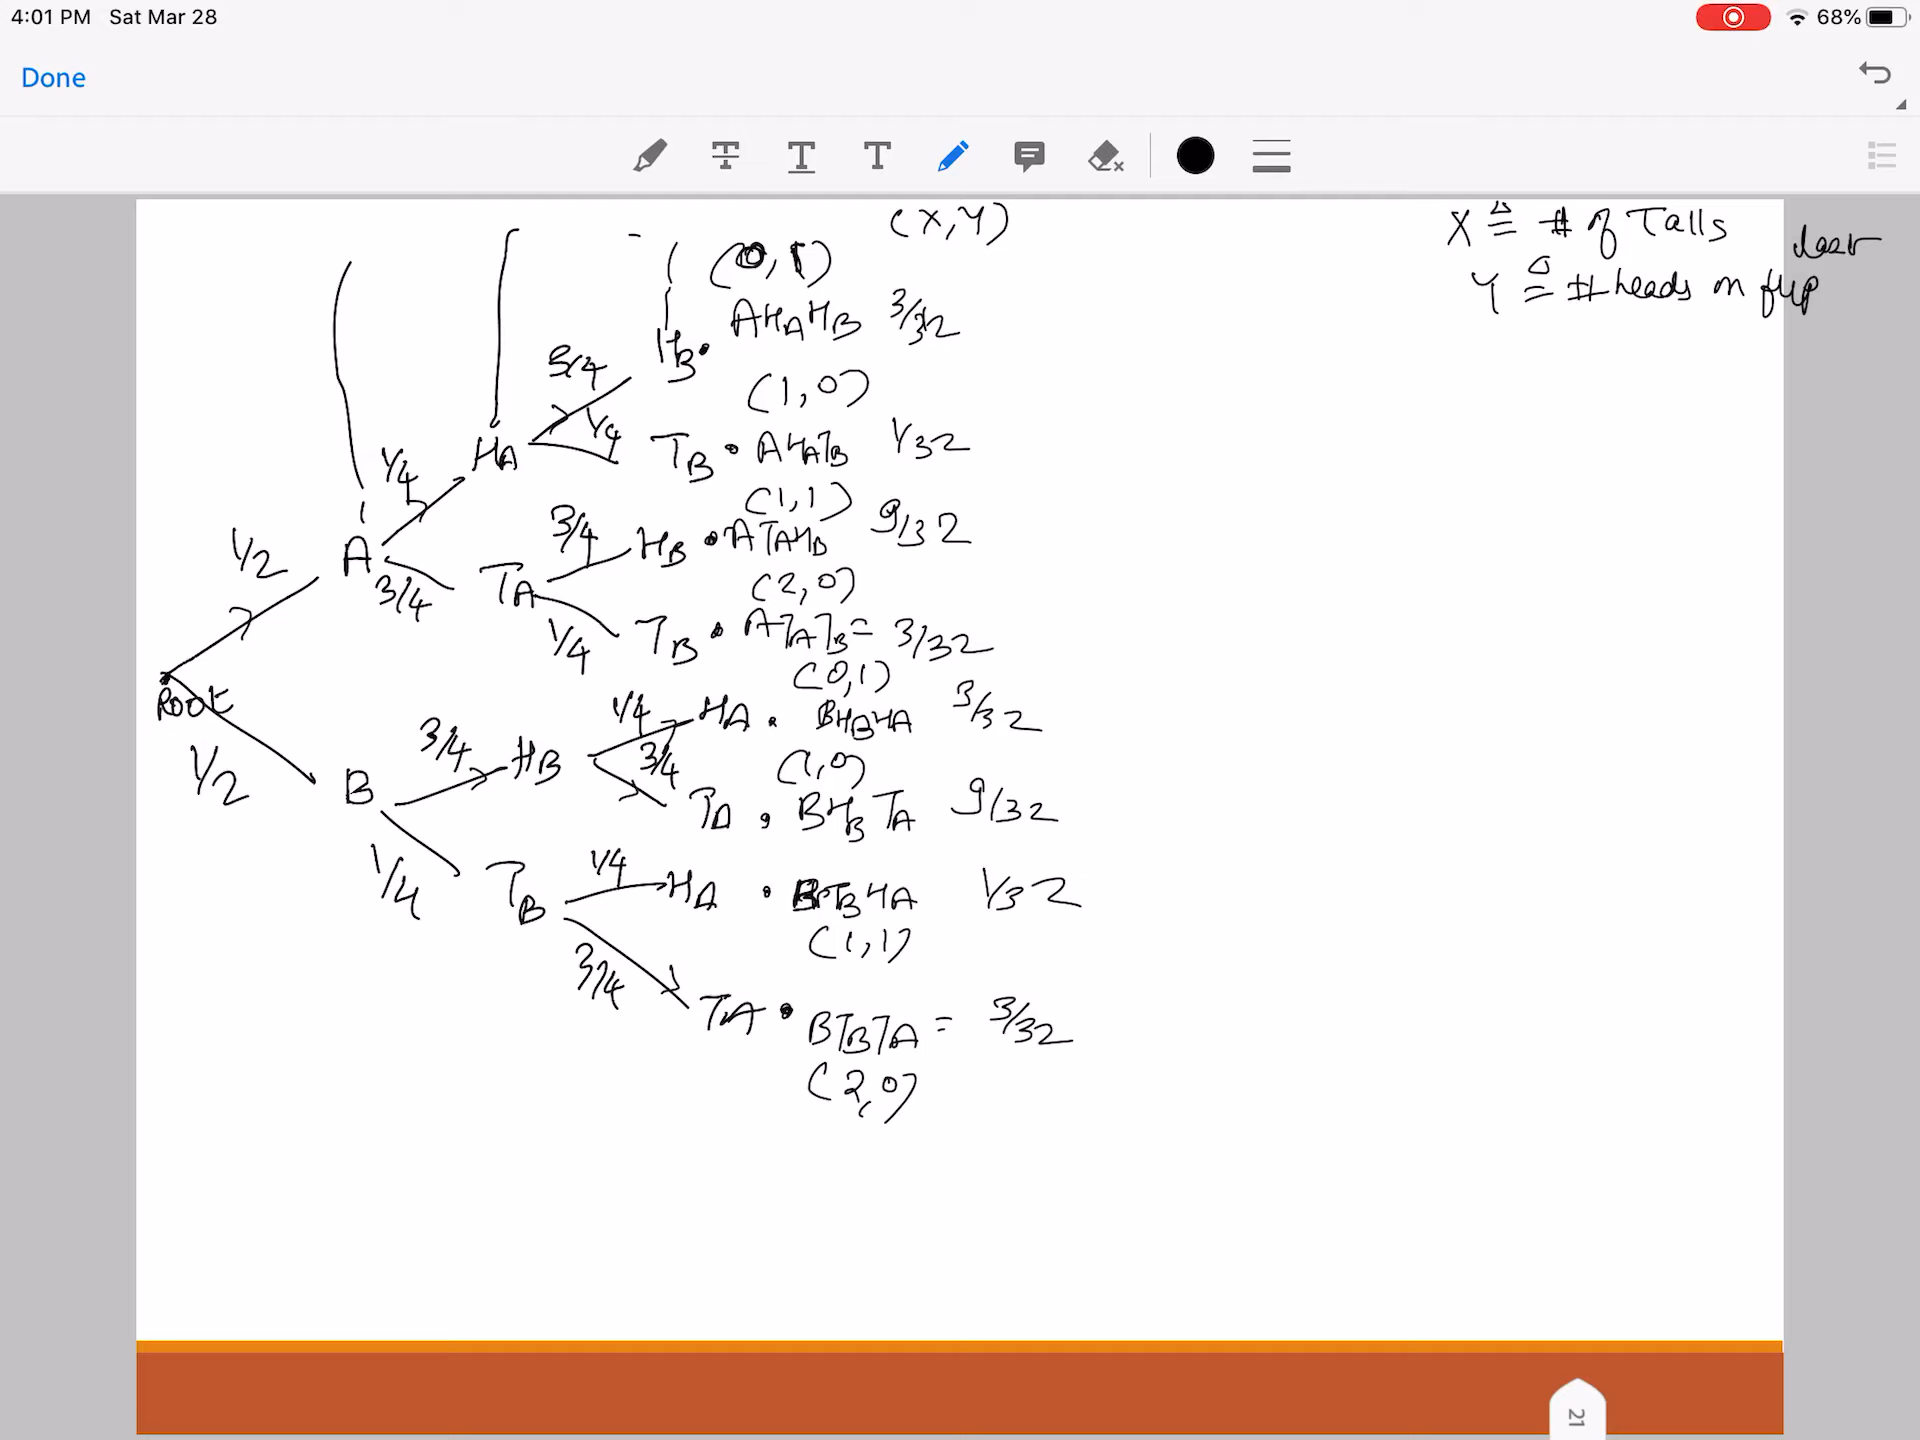 4:01 PM Sat Mar 28
68%
Done
(X,Y)
X ≜ # of Tails
Y ≜ # heads on last flip
(0,1)
AHAHB 3/32
3/4 HB
(1,0)
1/4 TB AHATB 1/32
1/4 HA
(1,1)
3/4 HB ATAHB 9/32
1/2 A
(2,0)
3/4 TA
1/4 TB ATATB = 3/32
(0,1)
Root
1/4 HA BHBHA 3/32
3/4 HB
(1,0)
3/4 TA BHBTA 9/32
1/2 B
1/4 HA BTBHA 1/32
1/4 TB
(1,1)
3/4 TA BTBTA = 3/32
(2,0)
21